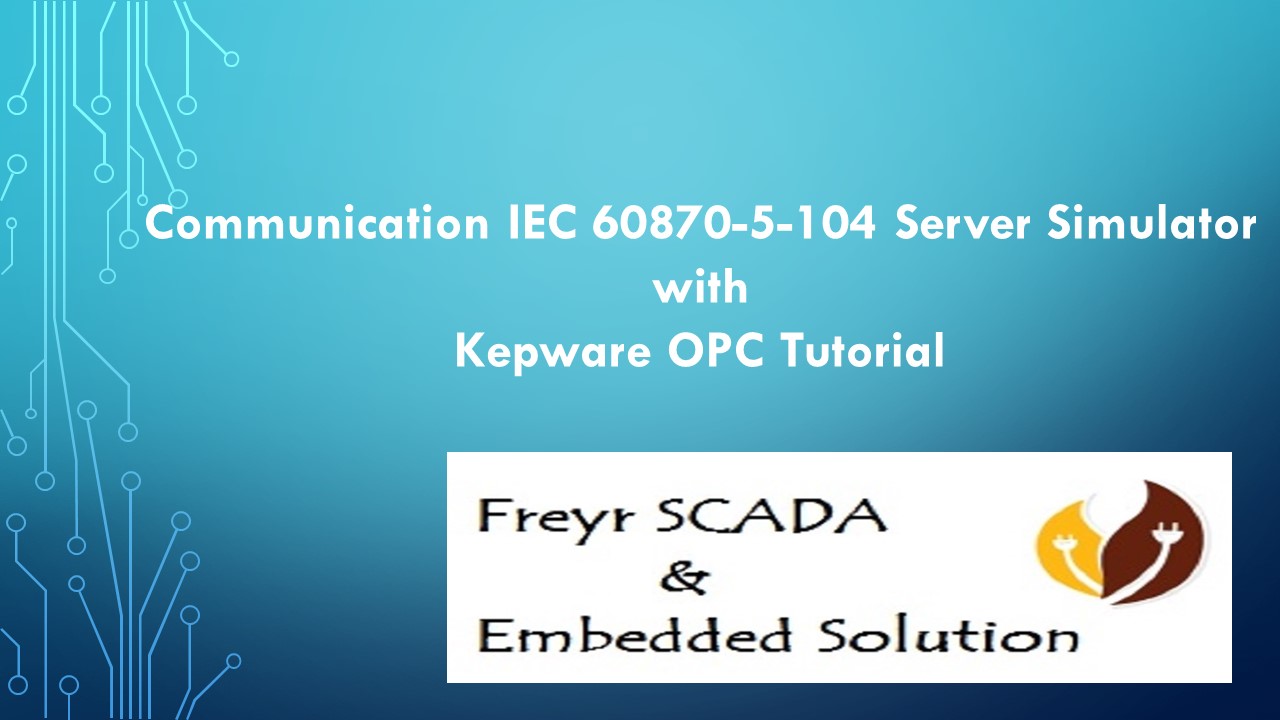 Communication IEC 60870-5-104 Server Simulator
with
Kepware OPC Tutorial
Freyr SCADA
&
Embedded Solution